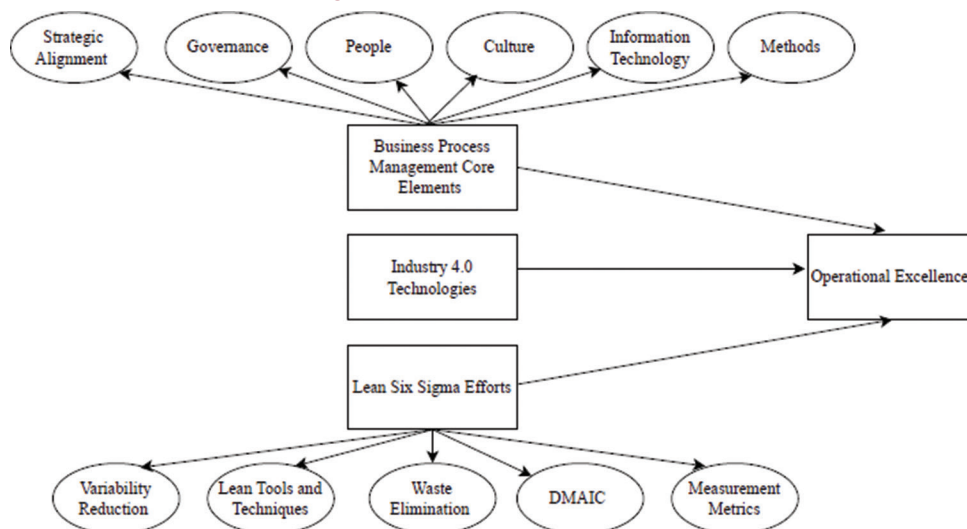 Strategic
Alignment
Governance
People
Culture
Information
Technology
Methods
Business Process
Management Core
Elements
Industry 4.0
Technologies
Operational Excellence
Lean Six Sigma Efforts
Variability
Reduction
Lean Tools and
Techniques
Waste
Elimination
DMAIC
Measurement
Metrics